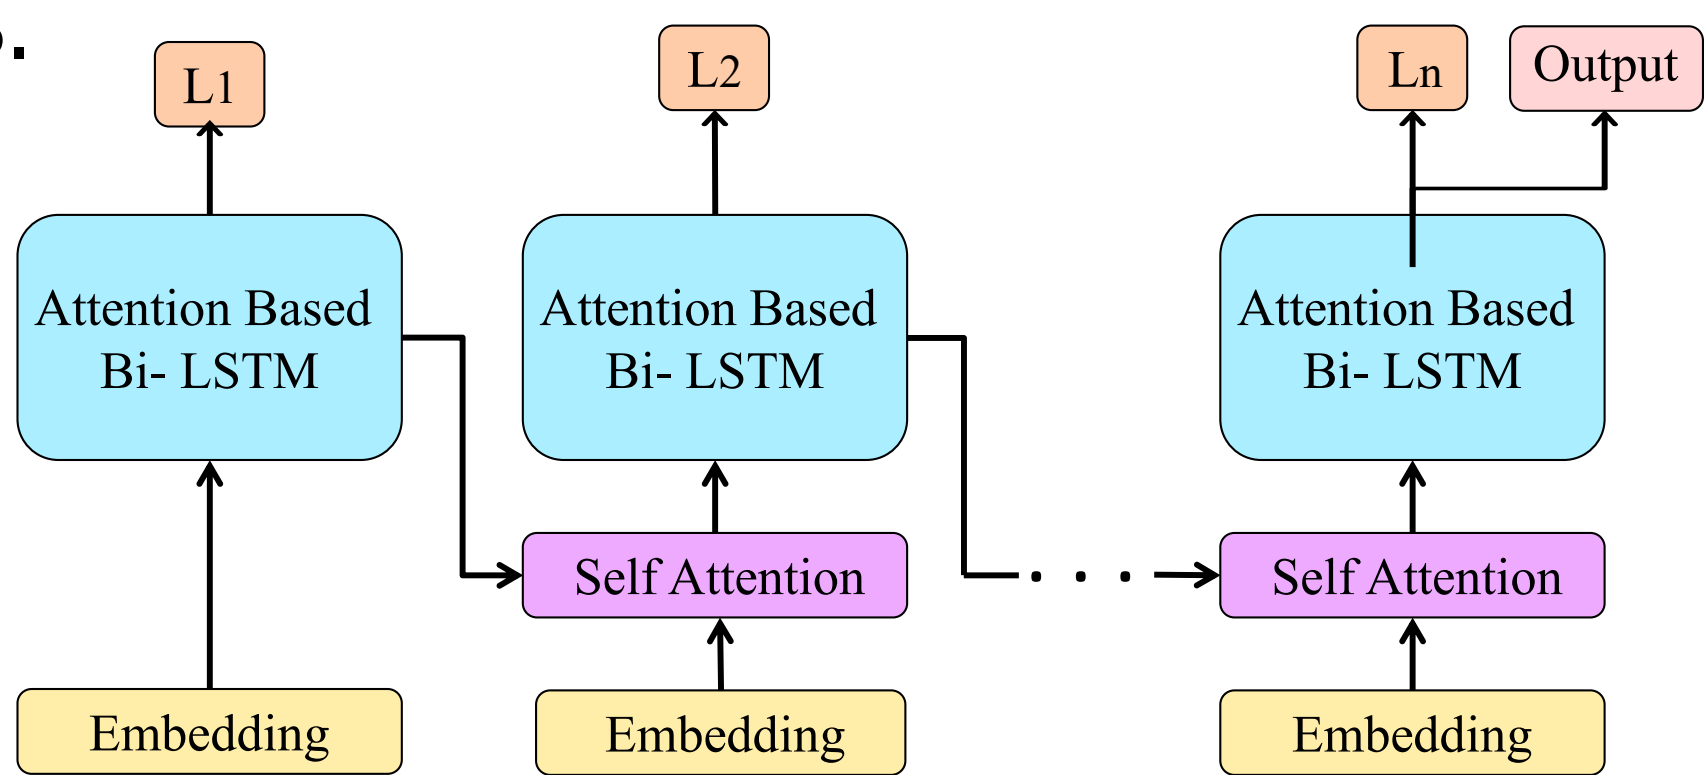 L1
L2
Ln
Output
Attention Based
Bi- LSTM
Attention Based
Bi- LSTM
Attention Based
Bi- LSTM
Self Attention
. . .
Self Attention
Embedding
Embedding
Embedding